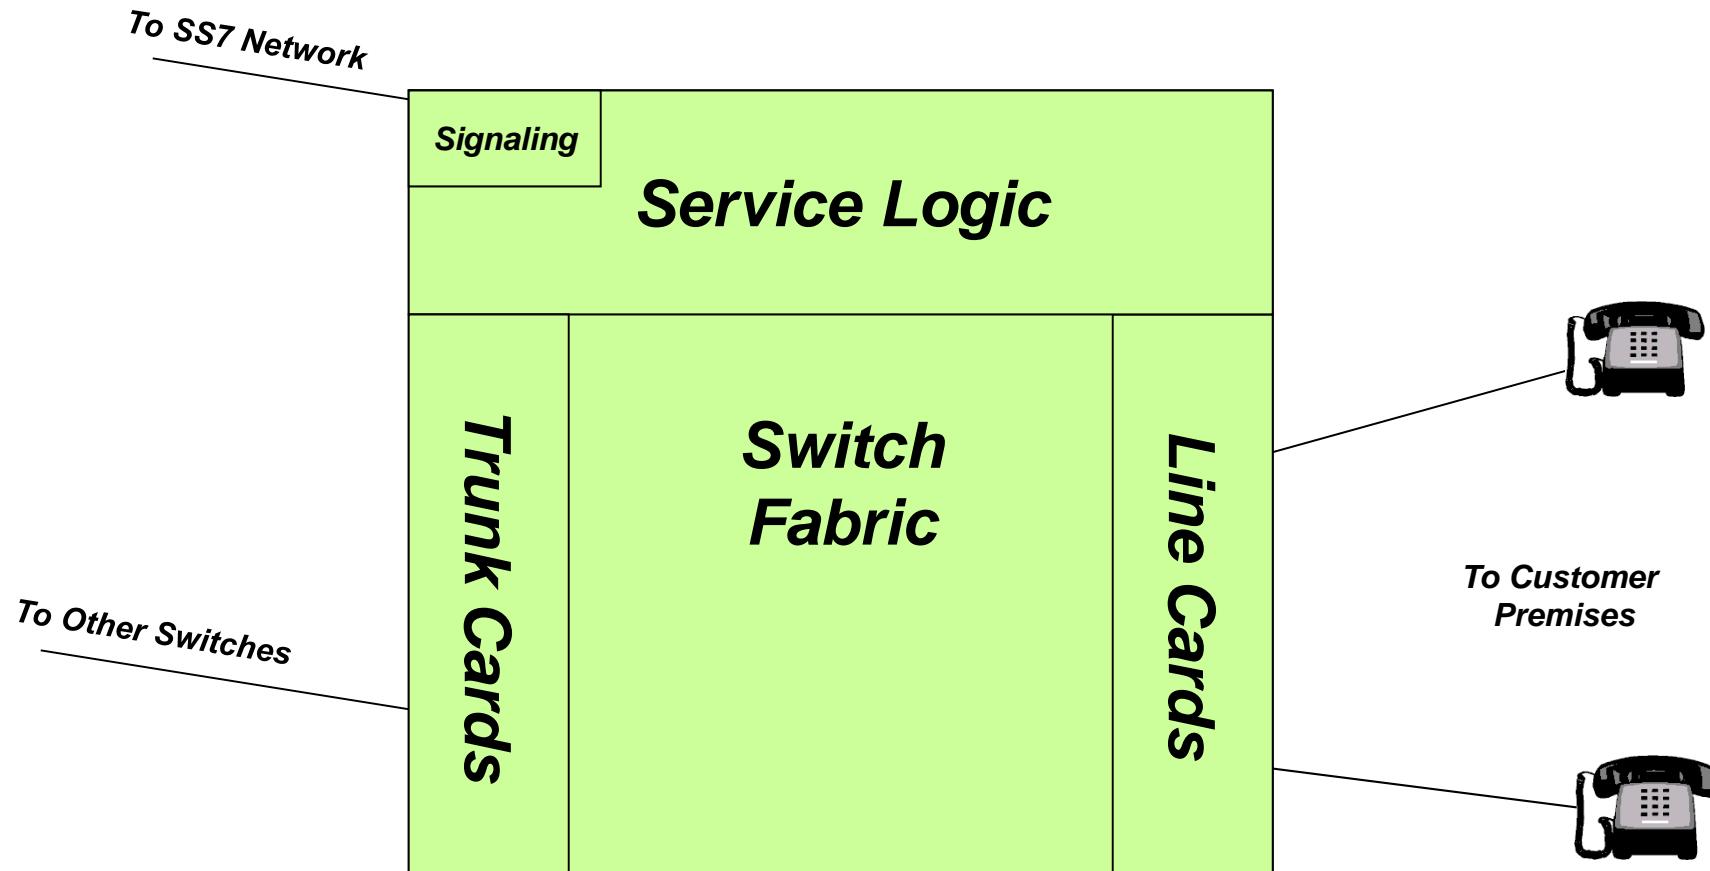 To SS7 Network
Signaling
Service Logic
Trunk Cards
Switch
Fabric
Line Cards
To Customer
Premises
To Other Switches